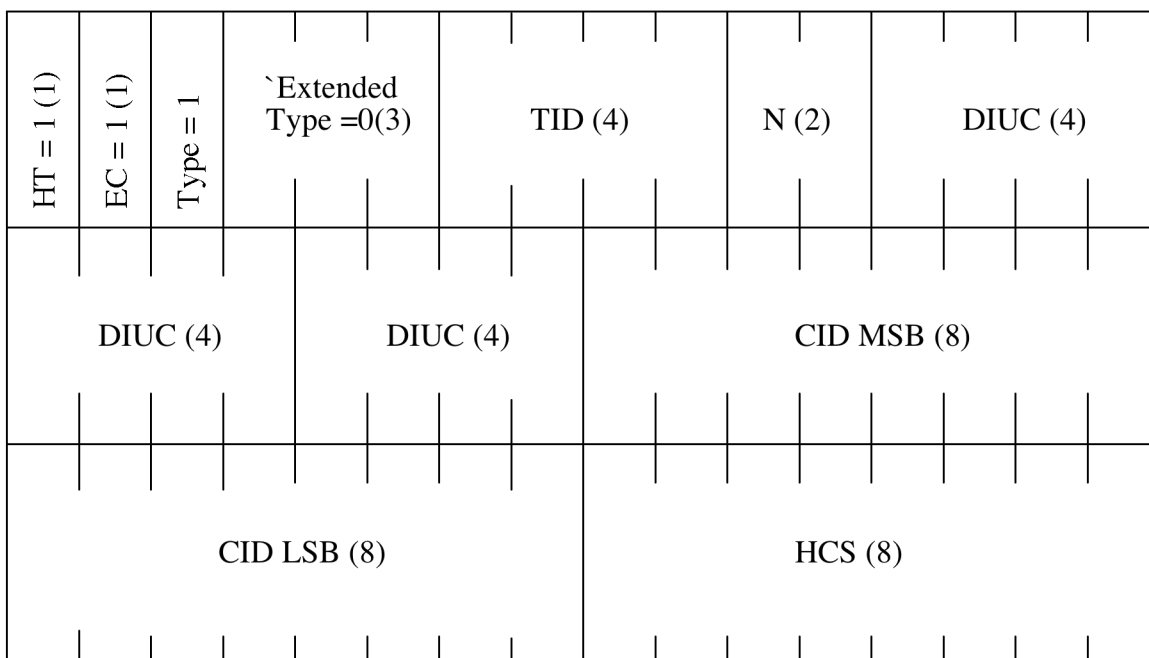 HT = 1 (1)
EC = 1 (1)
Type = 1
`Extended
Type =0(3)
TID (4)
N (2)
DIUC (4)
DIUC (4)
DIUC (4)
CID MSB (8)
CID LSB (8)
HCS (8)